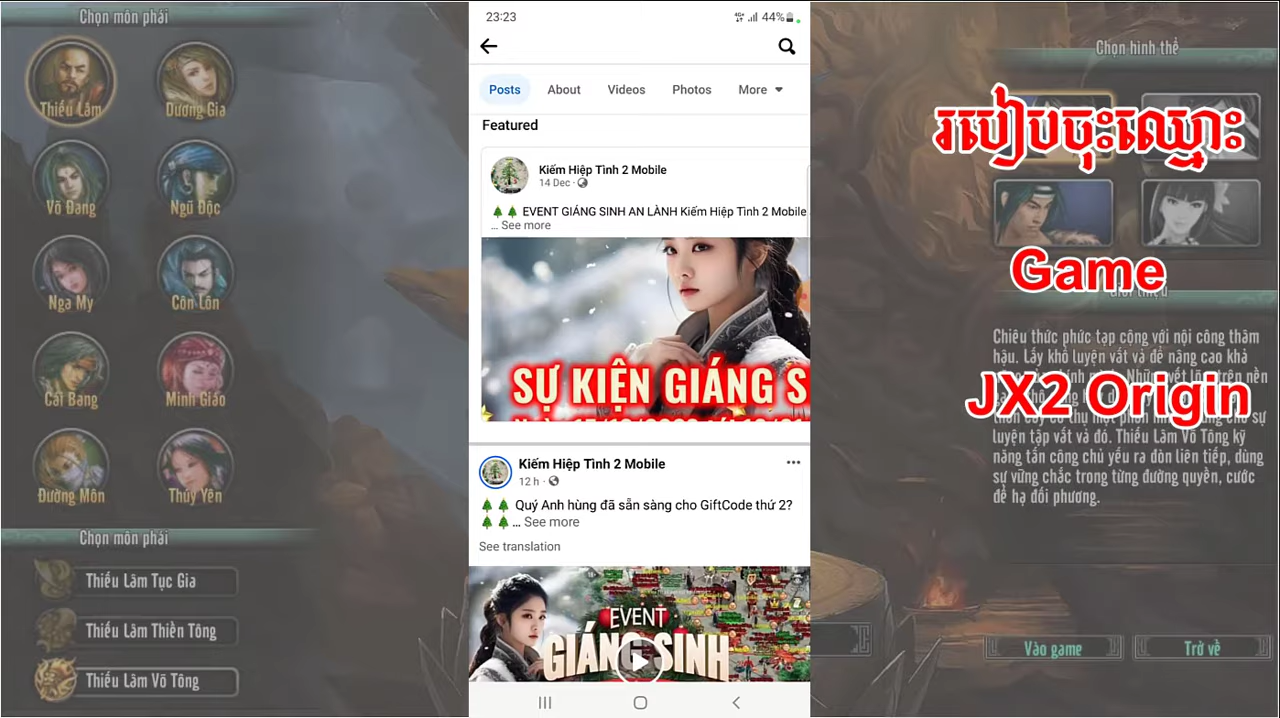 Chọn môn phái
Thiếu Lâm
Dương Gia
Võ Đang
Ngũ Độc
Nga My
Côn Lôn
Cái Bang
Minh Giáo
Đường Môn
Thúy Yên
Chọn môn phái
Thiếu Lâm Tục Gia
Thiếu Lâm Thiền Tông
Thiếu Lâm Võ Tông
23:23
44%
Posts About Videos Photos More
Featured
Kiếm Hiệp Tình 2 Mobile
14 Dec ·
EVENT GIÁNG SINH AN LÀNH Kiếm Hiệp Tình 2 Mobile
... See more
SỰ KIỆN GIÁNG S
Kiếm Hiệp Tình 2 Mobile
12 h ·
Quý Anh hùng đã sẵn sàng cho GiftCode thứ 2?
... See more
See translation
EVENT
GIÁNG SINH
Chọn hình thể
របៀបចុះឈ្មោះ
Game
Chiêu thức phức tạp cộng với nội công thâm
hậu. Lấy khổ luyện vất vả để nâng cao khả
JX2 Origin
luyện tập vất vả đó. Thiếu Lâm Võ Tông kỹ
năng tấn công chủ yếu ra đòn liên tiếp, dùng
sự vững chắc trong từng đường quyền, cước
để hạ đối phương.
Vào game
Trở về